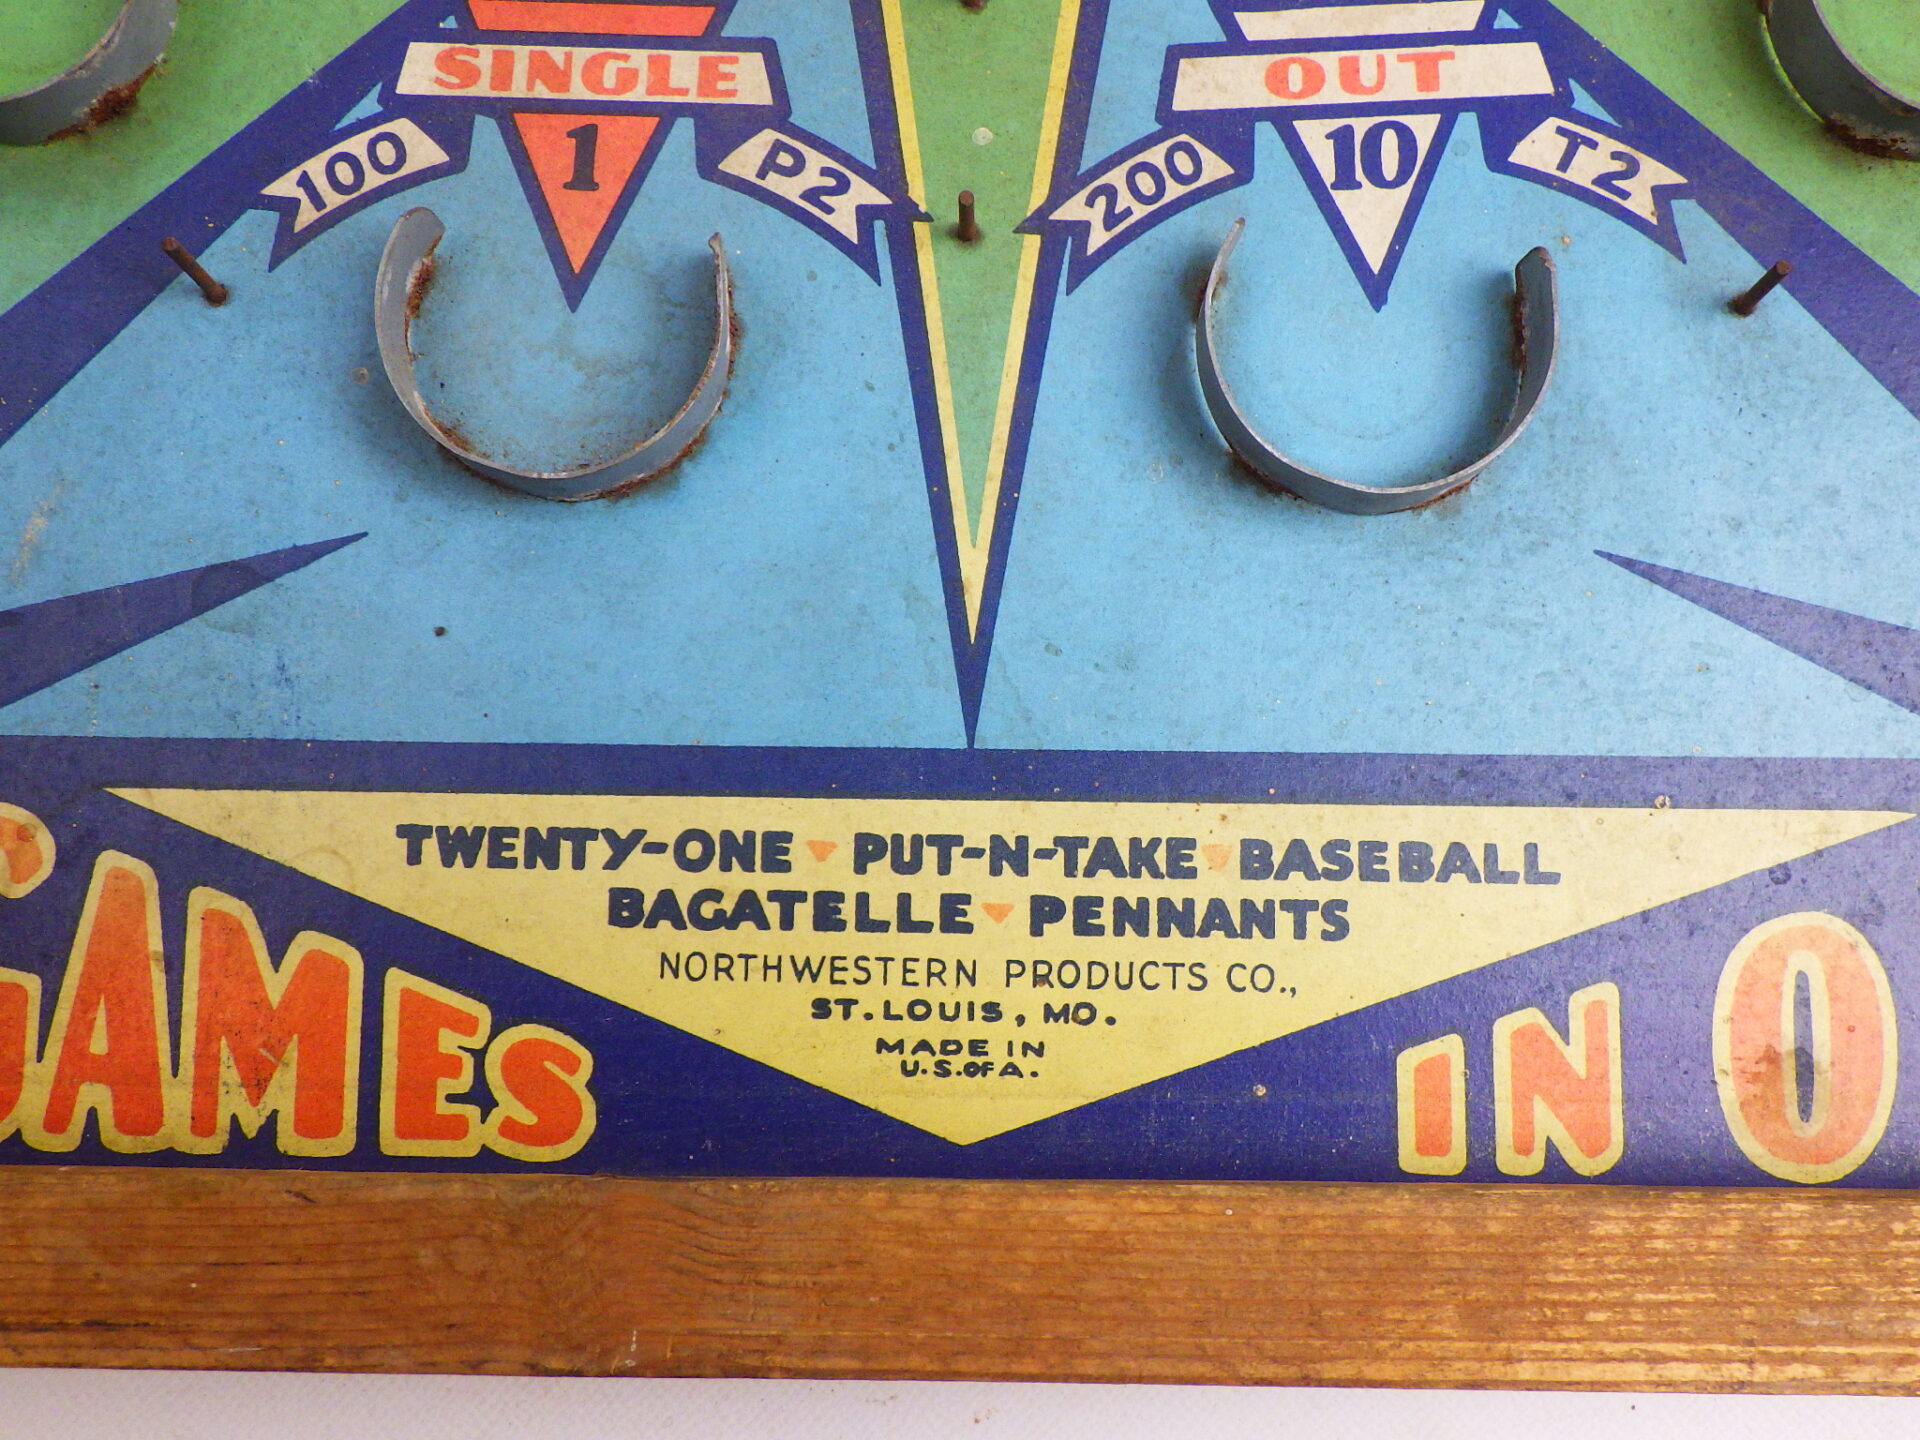 SINGLE
OUT
100
1
P2
200
10
T2
TWENTY-ONE PUT-N-TAKE BASEBALL
BAGATELLE PENNANTS
NORTHWESTERN PRODUCTS CO.,
ST. LOUIS, MO.
MADE IN
U.S. OF A.
GAMES IN